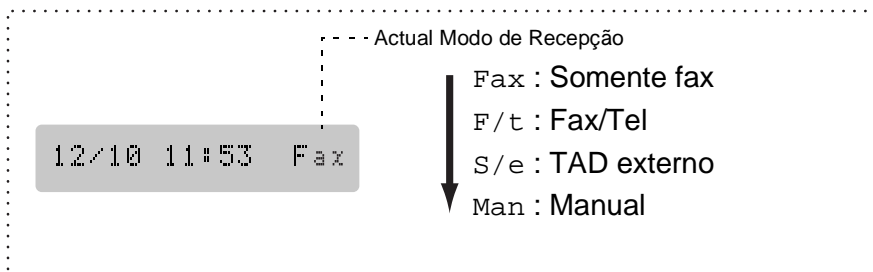 Actual Modo de Recepção
Fax : Somente fax
F/t : Fax/Tel
12/10 11:53 Fax
S/e : TAD externo
Man : Manual